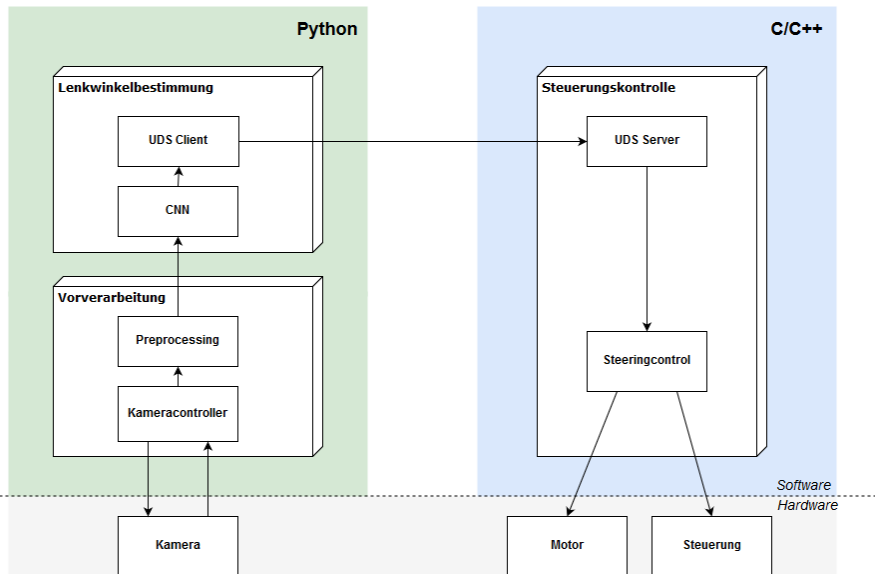 Python
Lenkwinkelbestimmung
UDS Client
CNN
Vorverarbeitung
Preprocessing
Kameracontroller
C/C++
Steuerungskontrolle
UDS Server
Steeringcontrol
Software
Hardware
Kamera
Motor
Steuerung